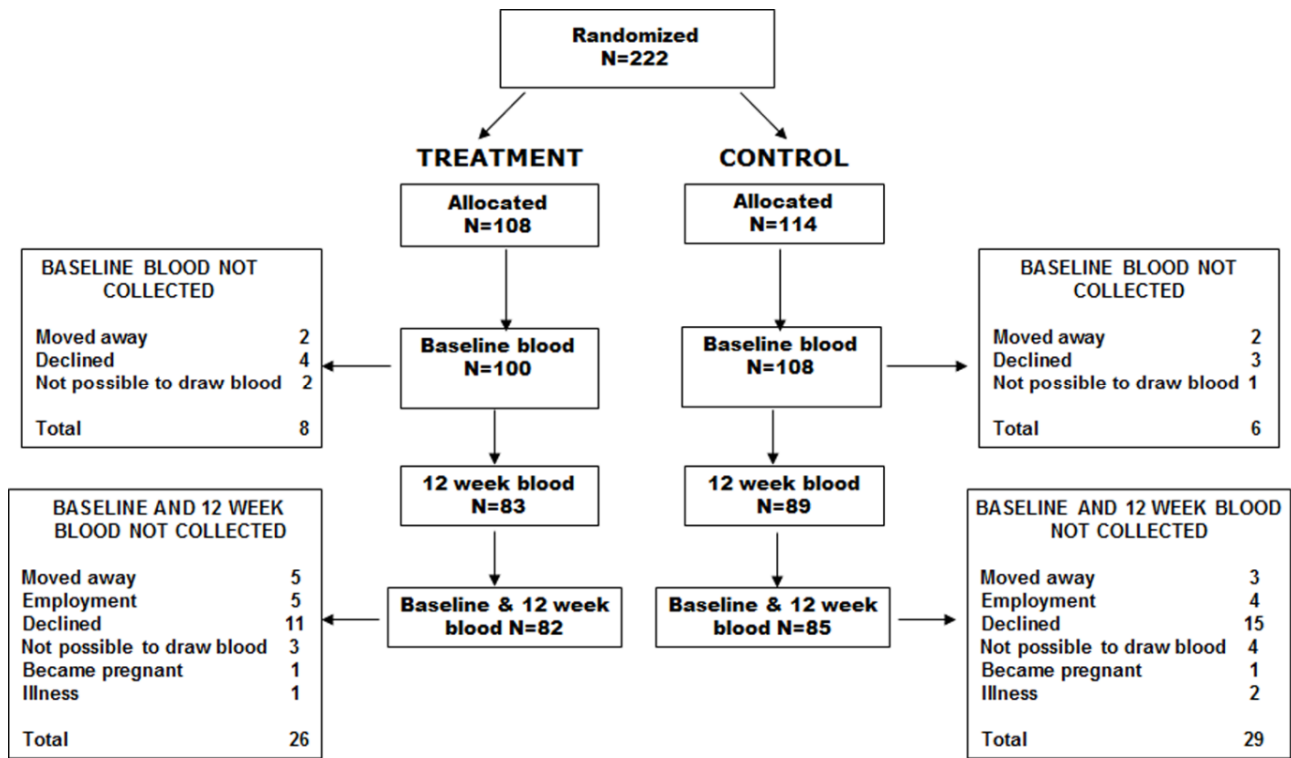 Randomized
N=222
TREATMENT
CONTROL
Allocated
N=108
Allocated
N=114
BASELINE BLOOD NOT
COLLECTED
Moved away 2
Declined 4
Not possible to draw blood 2
Total 8
Baseline blood
N=100
Baseline blood
N=108
BASELINE BLOOD NOT
COLLECTED
Moved away 2
Declined 3
Not possible to draw blood 1
Total 6
12 week blood
N=83
12 week blood
N=89
BASELINE AND 12 WEEK
BLOOD NOT COLLECTED
Moved away 5
Employment 5
Declined 11
Not possible to draw blood 3
Became pregnant 1
Illness 1
Total 26
Baseline & 12 week
blood N=82
Baseline & 12 week
blood N=85
BASELINE AND 12 WEEK BLOOD
NOT COLLECTED
Moved away 3
Employment 4
Declined 15
Not possible to draw blood 4
Became pregnant 1
Illness 2
Total 29